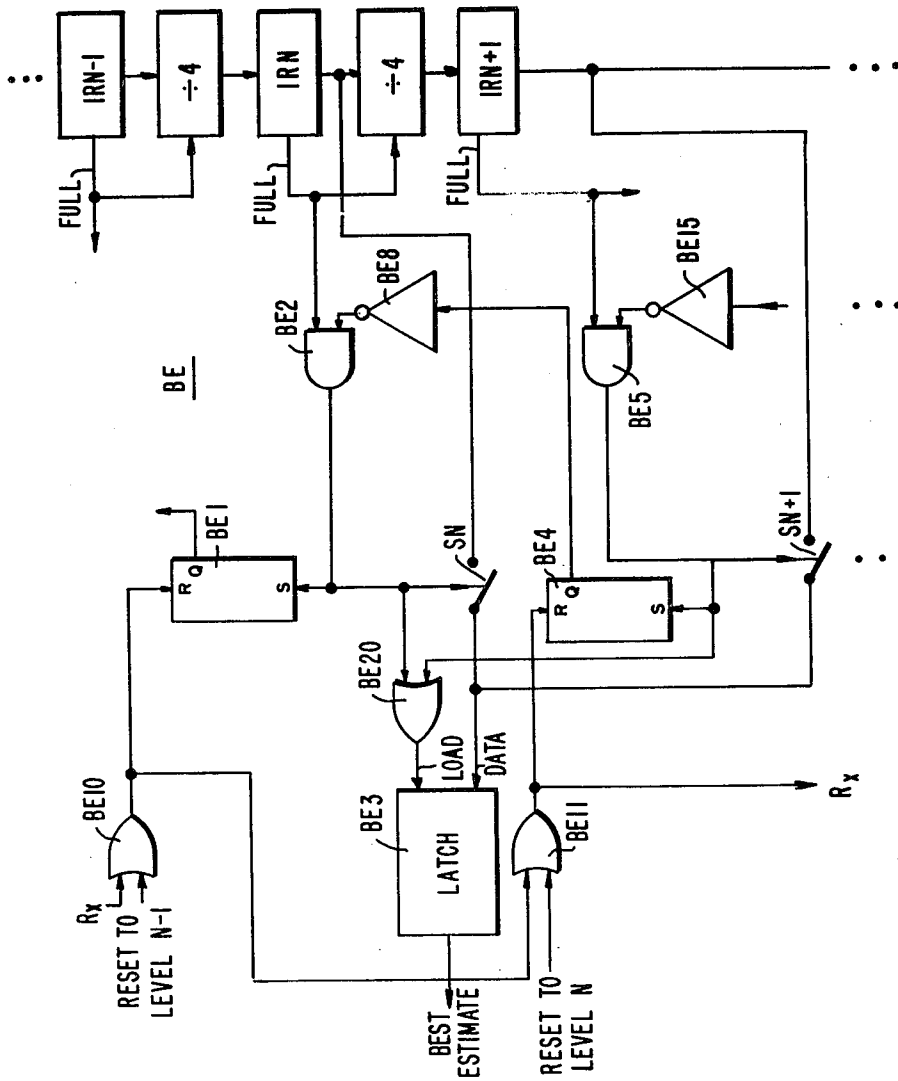 IRN-1
÷4
IRN
÷4
IRN+1
FULL
FULL
FULL
BE
BE2
BE8
BE5
BE15
BE1
R
Q
S
SN
BE4
R
Q
S
SN+1
BE20
LOAD
DATA
BE3
LATCH
BE10
RX
RESET TO
LEVEL N-1
BE11
RX
BEST
ESTIMATE
RESET TO
LEVEL N